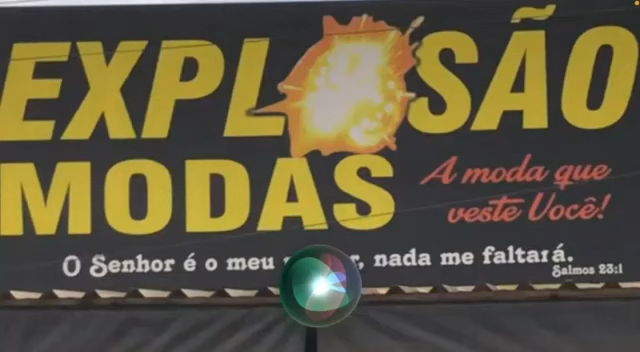 EXPLOSÃO
MODAS
A moda que
veste Você!
O Senhor é o meu, nada me faltará.
Salmos 23:1